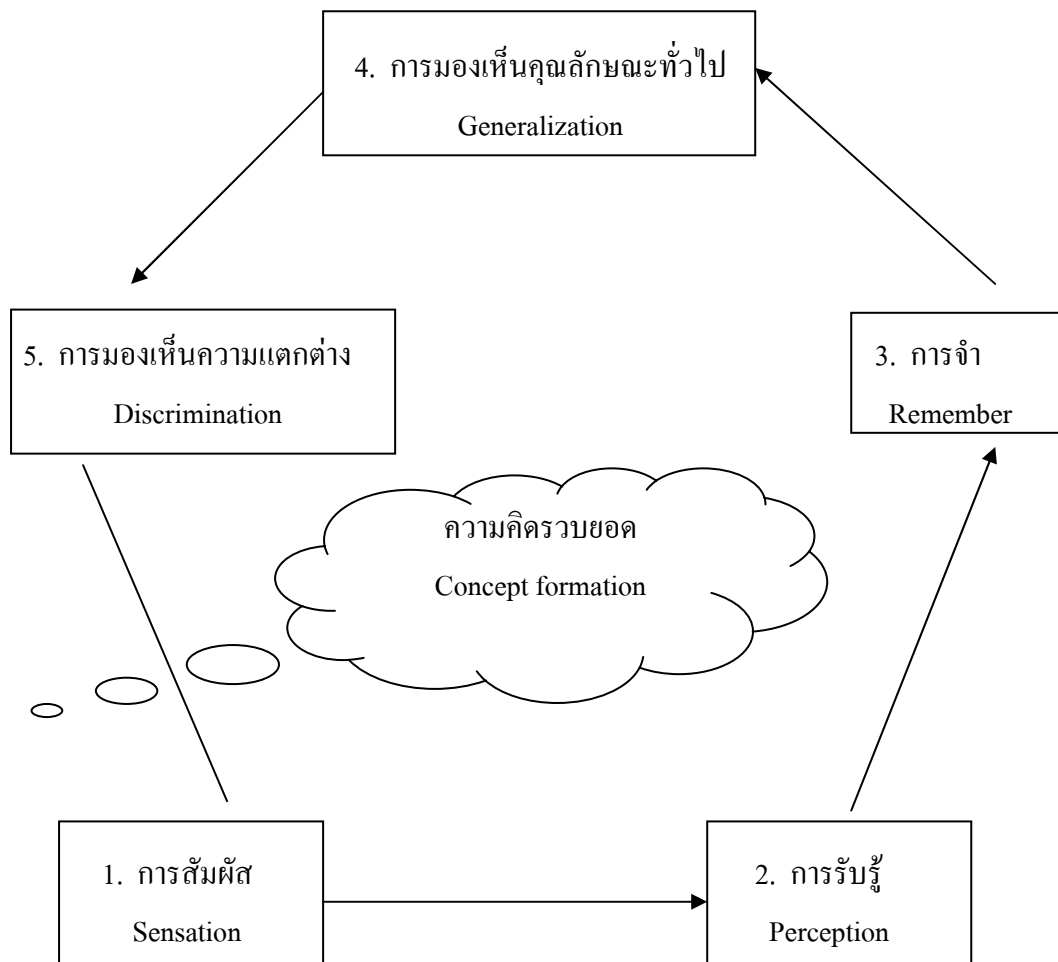 4. การมองเห็นคุณลักษณะทั่วไป
Generalization
5. การมองเห็นความแตกต่าง
Discrimination
3. การจำ
Remember
ความคิดรวบยอด
Concept formation
1. การสัมผัส
Sensation
2. การรับรู้
Perception